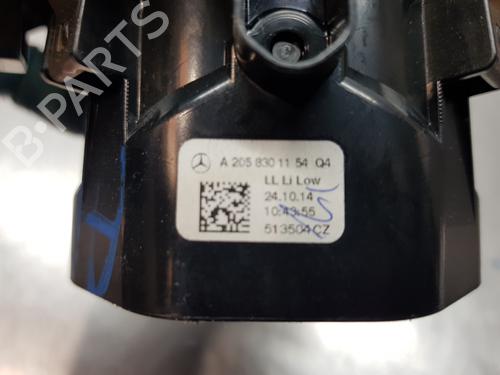 B-PARTS
A 205 830 11 54 Q4
LL Li Low
24.10.14
10:43:55
513504 CZ